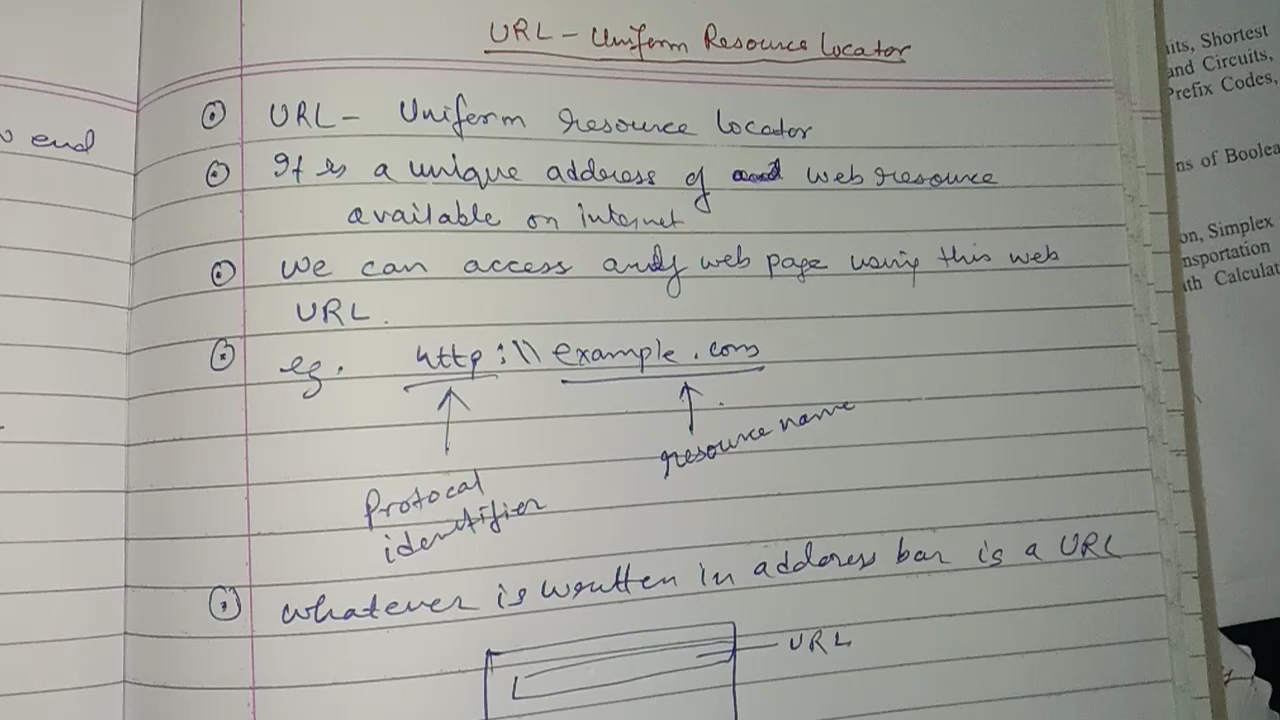 URL - Uniform Resource Locator
URL - Uniform resource locator
It is a unique address of web resource
available on internet
We can access any web page using this web
URL.
eg. http:\\example.com
resource name
Protocal
identifier
whatever is written in address bar is a URL
URL
end
its, Shortest
and Circuits,
Prefix Codes,
ns of Boolea
on, Simplex
nsportation
th Calculat